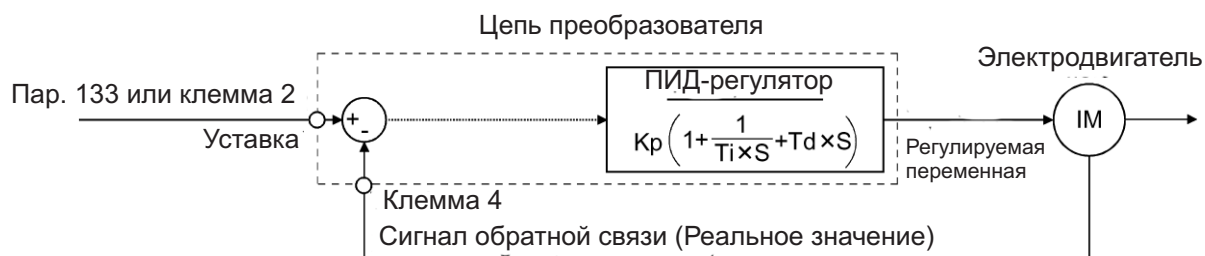 Цепь преобразователя
Электродвигатель
Пар. 133 или клемма 2
Уставка
+
-
ПИД-регулятор
Kp(1+1/Ti×S+Td×S)
IM
Регулируемая
переменная
Клемма 4
Сигнал обратной связи (Реальное значение)